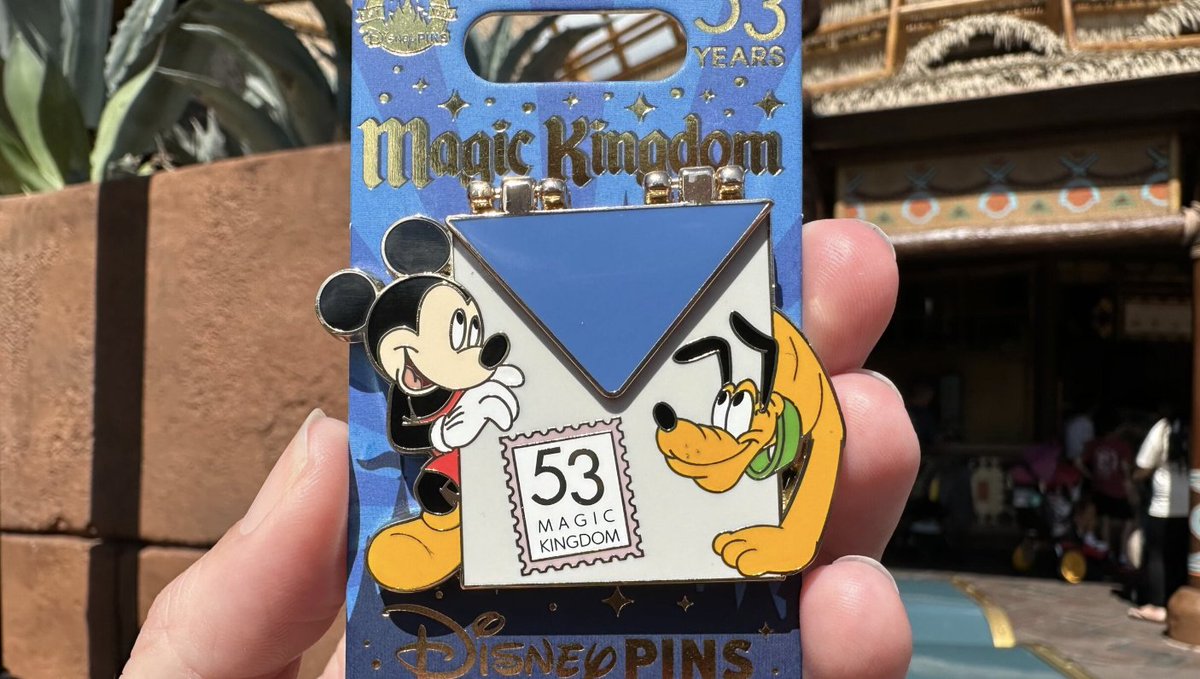 DISNEY PINS
53
YEARS
Magic Kingdom
53
MAGIC
KINGDOM
Disney PINS